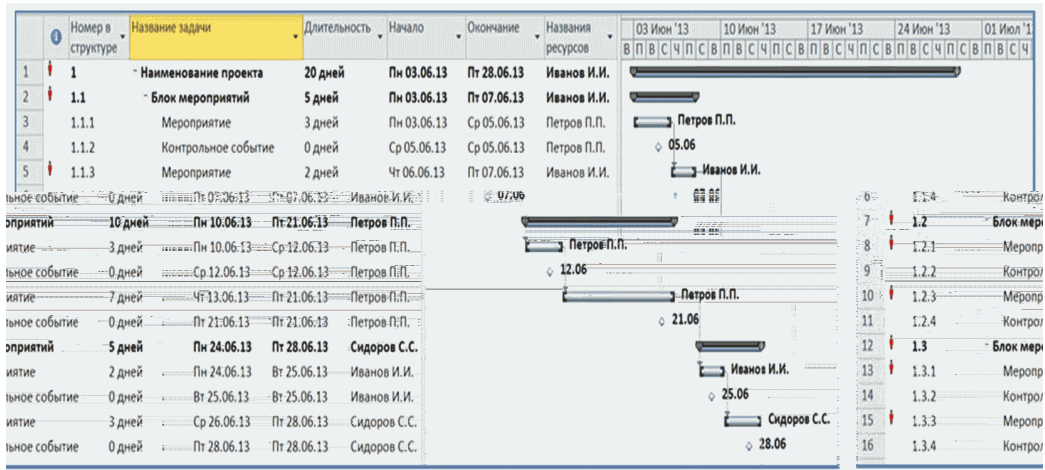 Номер в структуре Название задачи Длительность Начало Окончание Названия ресурсов 03 Июн '13 10 Июн '13 17 Июн '13 24 Июн '13 01 Июл '1
В П В С Ч П С В П В С Ч П С В П В С Ч П С В П В С Ч П С В П В С Ч
1 1 Наименование проекта 20 дней Пн 03.06.13 Пт 28.06.13 Иванов И.И.
2 1.1 Блок мероприятий 5 дней Пн 03.06.13 Пт 07.06.13 Иванов И.И.
3 1.1.1 Мероприятие 3 дней Пн 03.06.13 Ср 05.06.13 Петров П.П. Петров П.П.
4 1.1.2 Контрольное событие 0 дней Ср 05.06.13 Ср 05.06.13 Петров П.П. 05.06
5 1.1.3 Мероприятие 2 дней Чт 06.06.13 Пт 07.06.13 Иванов И.И. Иванов И.И.
льное событие 0 дней Пт 07.06.13 Пт 07.06.13 Иванов И.И. 07.06 6 1.1.4 Контрол
оприятий 10 дней Пн 10.06.13 Пт 21.06.13 Петров П.П. 7 1.2 Блок меро
иятие 3 дней Пн 10.06.13 Ср 12.06.13 Петров П.П. Петров П.П. 8 1.2.1 Меропр
льное событие 0 дней Ср 12.06.13 Ср 12.06.13 Петров П.П. 12.06 9 1.2.2 Контрол
иятие 7 дней Чт 13.06.13 Пт 21.06.13 Петров П.П. Петров П.П. 10 1.2.3 Меропр
льное событие 0 дней Пт 21.06.13 Пт 21.06.13 Петров П.П. 21.06 11 1.2.4 Контрол
оприятий 5 дней Пн 24.06.13 Пт 28.06.13 Сидоров С.С. 12 1.3 Блок меро
иятие 2 дней Пн 24.06.13 Вт 25.06.13 Иванов И.И. Иванов И.И. 13 1.3.1 Меропр
льное событие 0 дней Вт 25.06.13 Вт 25.06.13 Иванов И.И. 25.06 14 1.3.2 Контрол
иятие 3 дней Ср 26.06.13 Пт 28.06.13 Сидоров С.С. Сидоров С.С. 15 1.3.3 Меропр
льное событие 0 дней Пт 28.06.13 Пт 28.06.13 Сидоров С.С. 28.06 16 1.3.4 Контрол